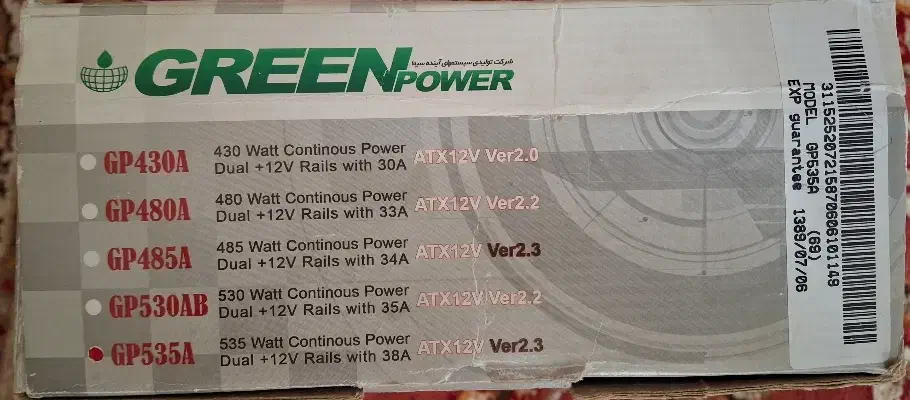 شرکت تولیدی سیستمهای آینده سیما
GREEN POWER
GP430A 430 Watt Continous Power ATX12V Ver2.0
Dual +12V Rails with 30A
GP480A 480 Watt Continous Power ATX12V Ver2.2
Dual +12V Rails with 33A
GP485A 485 Watt Continous Power ATX12V Ver2.3
Dual +12V Rails with 34A
GP530AB 530 Watt Continous Power ATX12V Ver2.2
Dual +12V Rails with 35A
GP535A 535 Watt Continous Power ATX12V Ver2.3
Dual +12V Rails with 38A
311525207215870606101149
MODEL GP535A (69)
EXP guarantee 1389/07/06